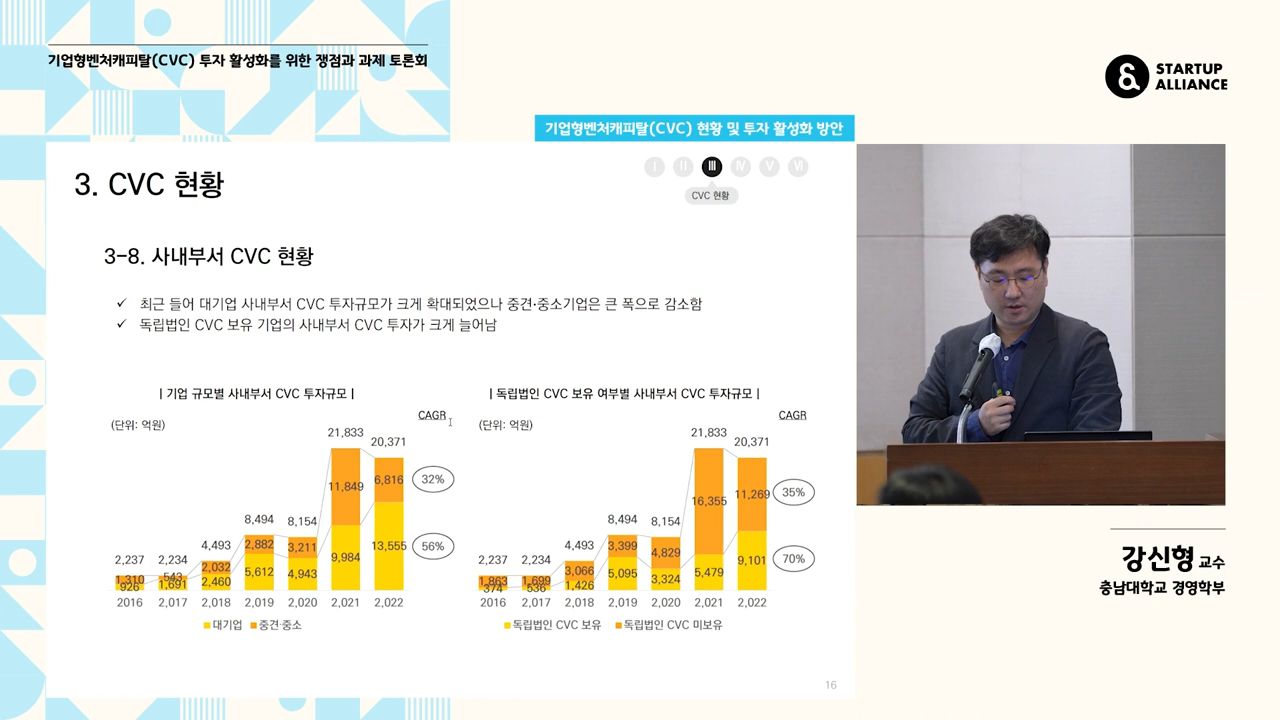 기업형벤처캐피탈(CVC) 투자 활성화를 위한 쟁점과 과제 토론회
STARTUP
ALLIANCE
기업형벤처캐피탈(CVC) 현황 및 투자 활성화 방안
I II III IV V VI
CVC 현황
3. CVC 현황
3-8. 사내부서 CVC 현황
✓ 최근 들어 대기업 사내부서 CVC 투자규모가 크게 확대되었으나 중견·중소기업은 큰 폭으로 감소함
✓ 독립법인 CVC 보유 기업의 사내부서 CVC 투자가 크게 늘어남
| 기업 규모별 사내부서 CVC 투자규모 |
(단위: 억원)
CAGR
21,833 20,371
11,849 6,816 32%
8,494 8,154
9,984 13,555 56%
2,237 2,234 4,493 2,882 3,211
1,310 543 2,032 5,612 4,943
926 1,691 2,460
2016 2,017 2,018 2,019 2,020 2,021 2,022
대기업 중견·중소
| 독립법인 CVC 보유 여부별 사내부서 CVC 투자규모 |
(단위: 억원)
CAGR
21,833 20,371
16,355 11,269 35%
8,494 8,154
5,479 9,101 70%
2,237 2,234 4,493 3,399 4,829
1,863 1,699 3,066 5,095 3,324
374 536 1,426
2016 2,017 2,018 2,019 2,020 2,021 2,022
독립법인 CVC 보유 독립법인 CVC 미보유
16
강신형 교수
충남대학교 경영학부